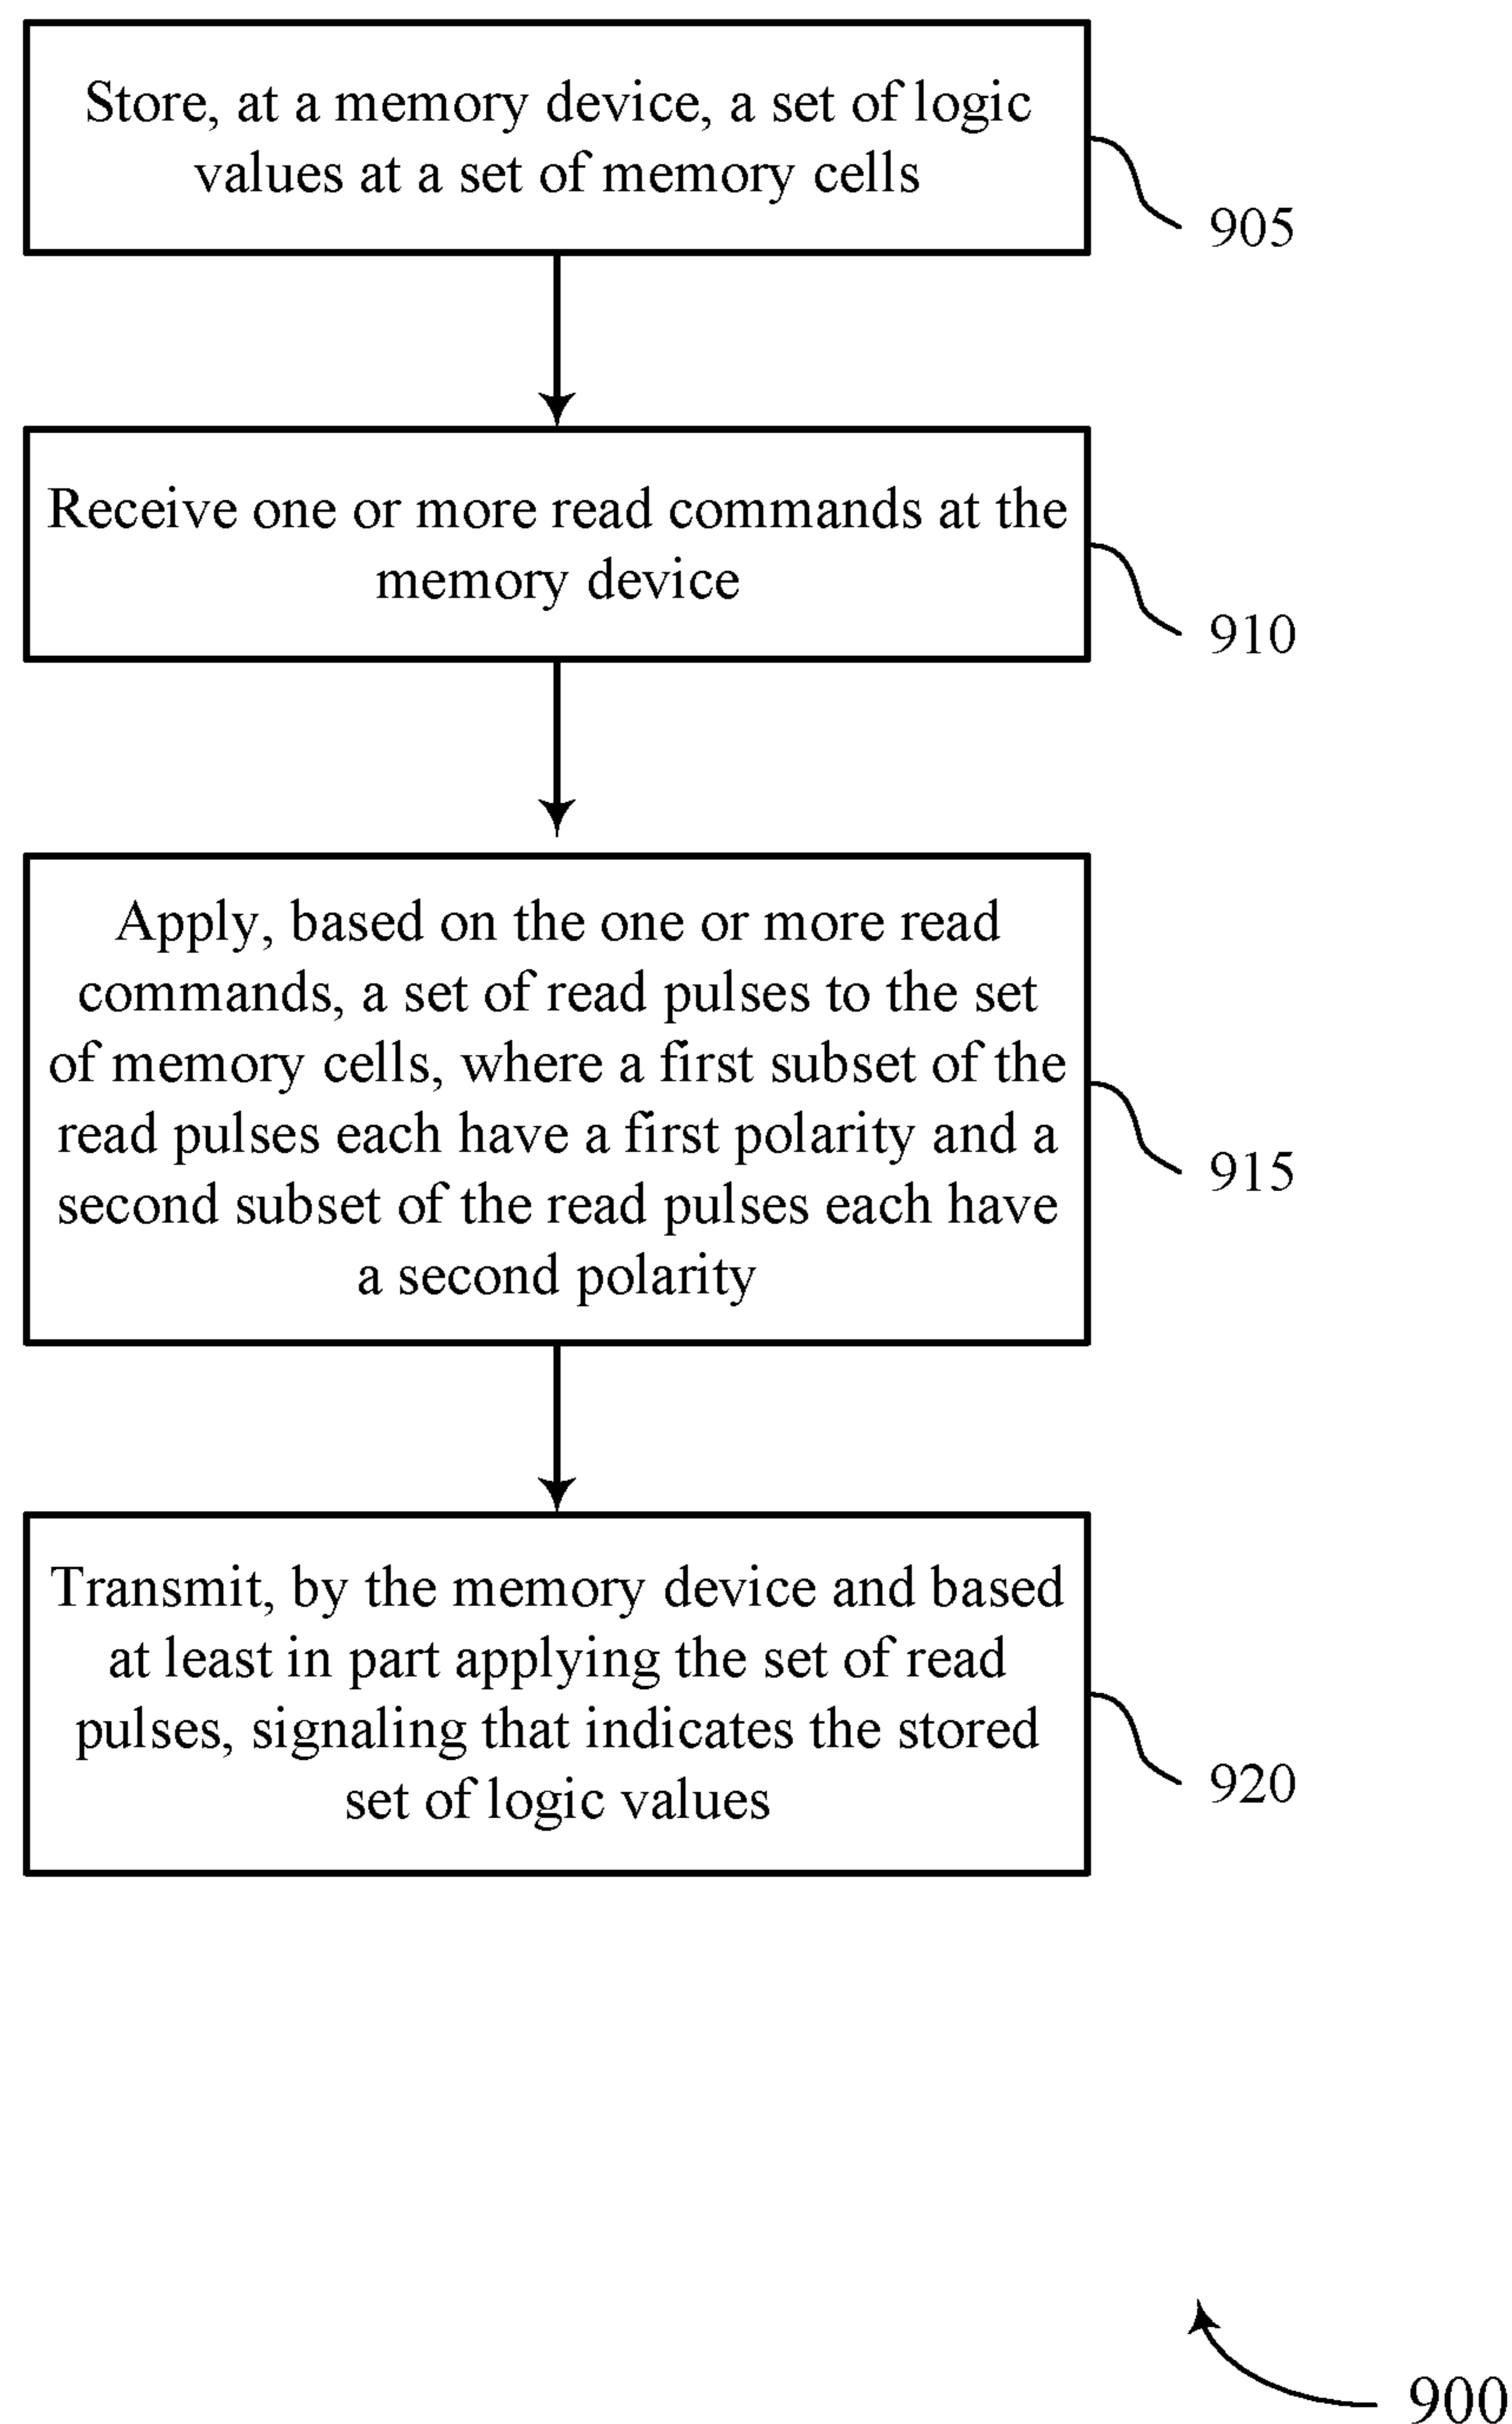 Store, at a memory device, a set of logic
values at a set of memory cells
905
Receive one or more read commands at the
memory device
910
Apply, based on the one or more read
commands, a set of read pulses to the set
of memory cells, where a first subset of the
read pulses each have a first polarity and a
second subset of the read pulses each have
a second polarity
915
Transmit, by the memory device and based
at least in part applying the set of read
pulses, signaling that indicates the stored
set of logic values
920
900